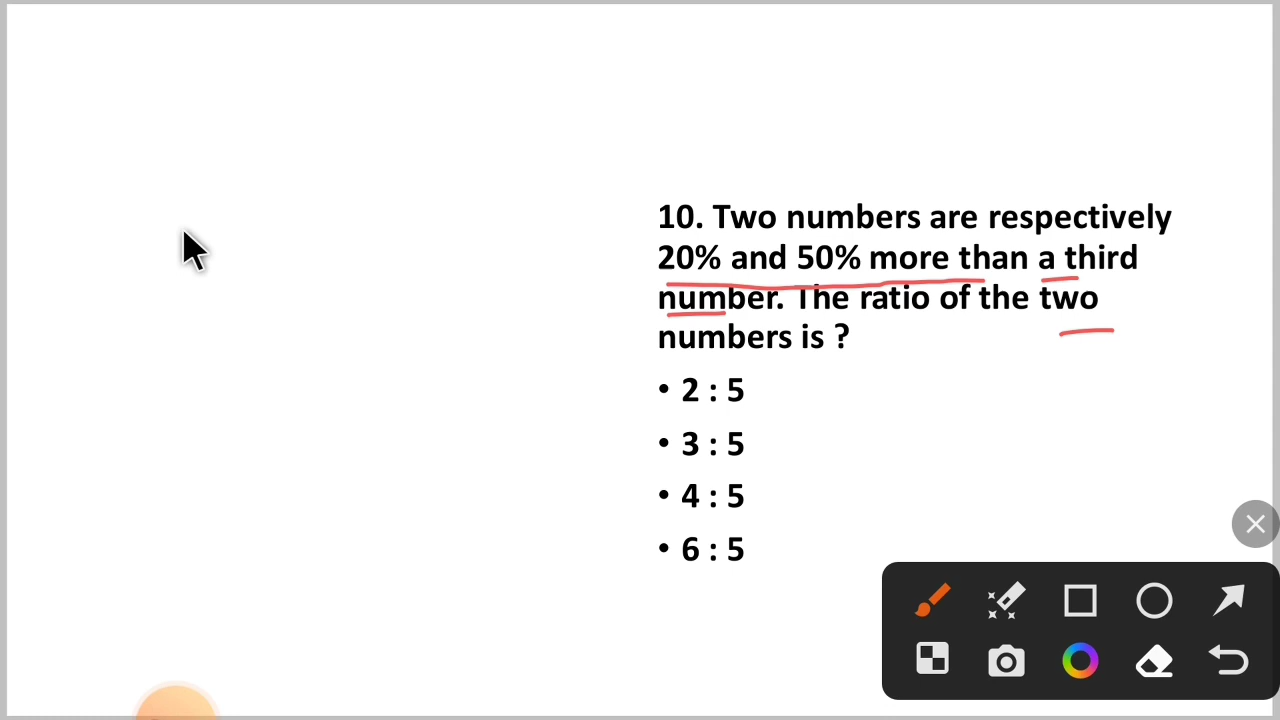 10. Two numbers are respectively
20% and 50% more than a third
number. The ratio of the two
numbers is ?
• 2 : 5
• 3 : 5
• 4 : 5
• 6 : 5